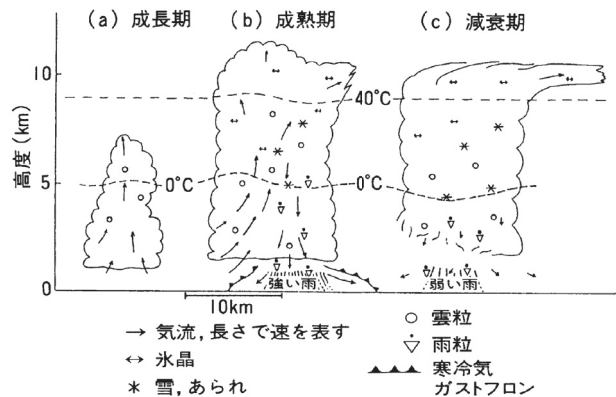 (a) 成長期 (b) 成熟期 (c) 減衰期
高度(km)
10
5
0
-40°C
0°C
0°C
強い雨
弱い雨
10km
→ 気流,長さで速を表す
↔ 氷晶
* 雪,あられ
○ 雲粒
雨粒
寒冷気
ガストフロン